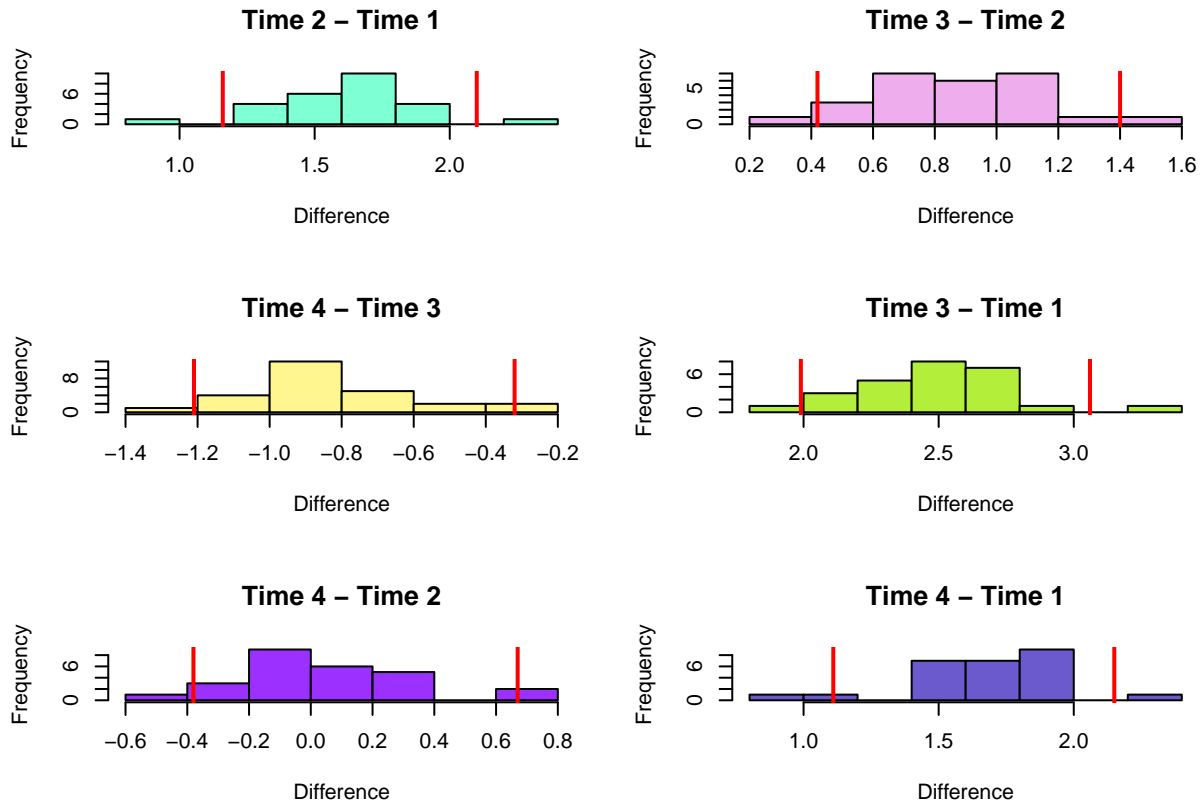 Time 2 − Time 1
Frequency
0 6
1.0 1.5 2.0
Difference
Time 3 − Time 2
Frequency
0 5
0.2 0.4 0.6 0.8 1.0 1.2 1.4 1.6
Difference
Time 4 − Time 3
Frequency
0 8
−1.4 −1.2 −1.0 −0.8 −0.6 −0.4 −0.2
Difference
Time 3 − Time 1
Frequency
0 6
2.0 2.5 3.0
Difference
Time 4 − Time 2
Frequency
0 6
−0.6 −0.4 −0.2 0.0 0.2 0.4 0.6 0.8
Difference
Time 4 − Time 1
Frequency
0 6
1.0 1.5 2.0
Difference